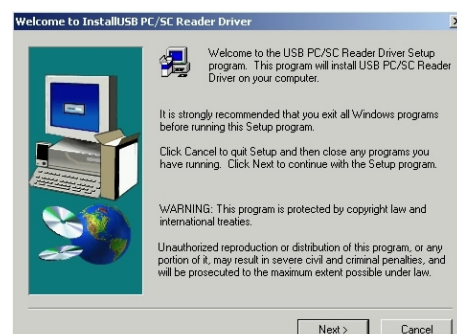 Welcome to InstallUSB PC/SC Reader Driver
Welcome to the USB PC/SC Reader Driver Setup
program. This program will install USB PC/SC Reader
Driver on your computer.
It is strongly recommended that you exit all Windows programs
before running this Setup program.
Click Cancel to quit Setup and then close any programs you
have running. Click Next to continue with the Setup program.
WARNING: This program is protected by copyright law and
international treaties.
Unauthorized reproduction or distribution of this program, or any
portion of it, may result in severe civil and criminal penalties, and
will be prosecuted to the maximum extent possible under law.
Next >
Cancel